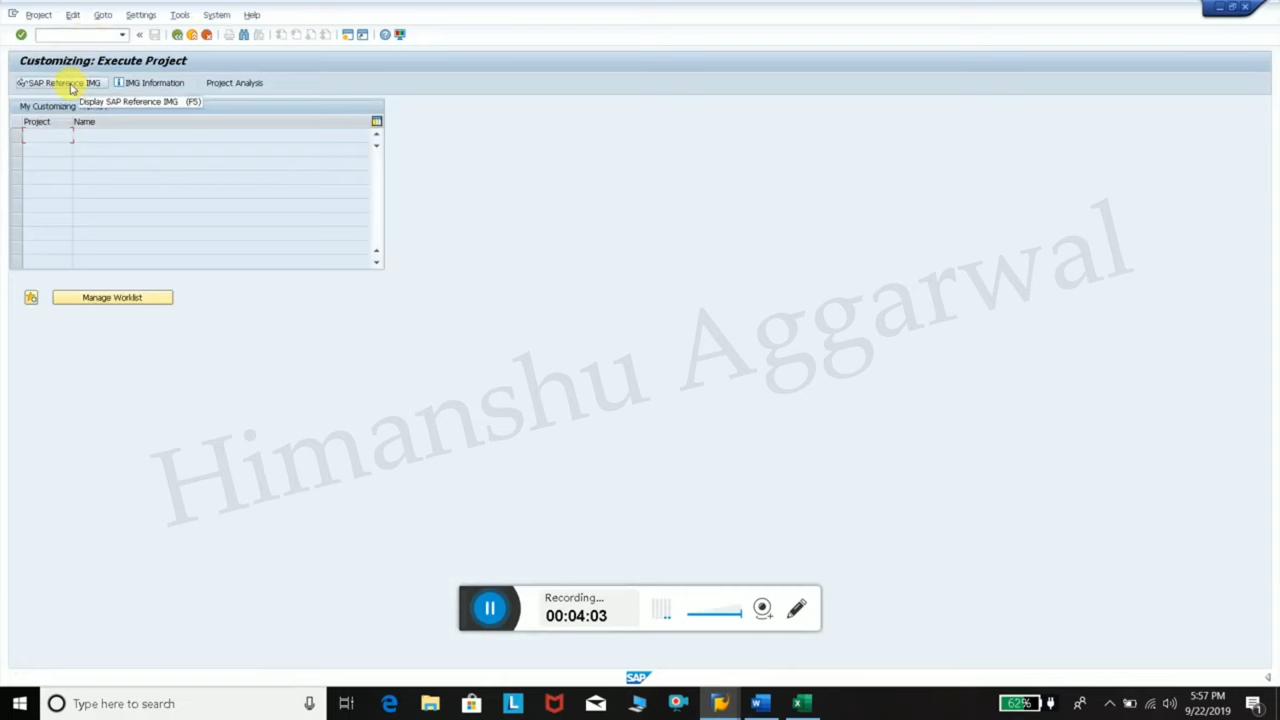 Project Edit Goto Settings Tools System Help
Customizing: Execute Project
SAP Reference IMG IMG Information Project Analysis
Display SAP Reference IMG (F5)
My Customizing
Project Name
Manage Worklist
Himanshu Aggarwal
Recording...
00:04:03
SAP
Type here to search
62%
5:57 PM
9/22/2019